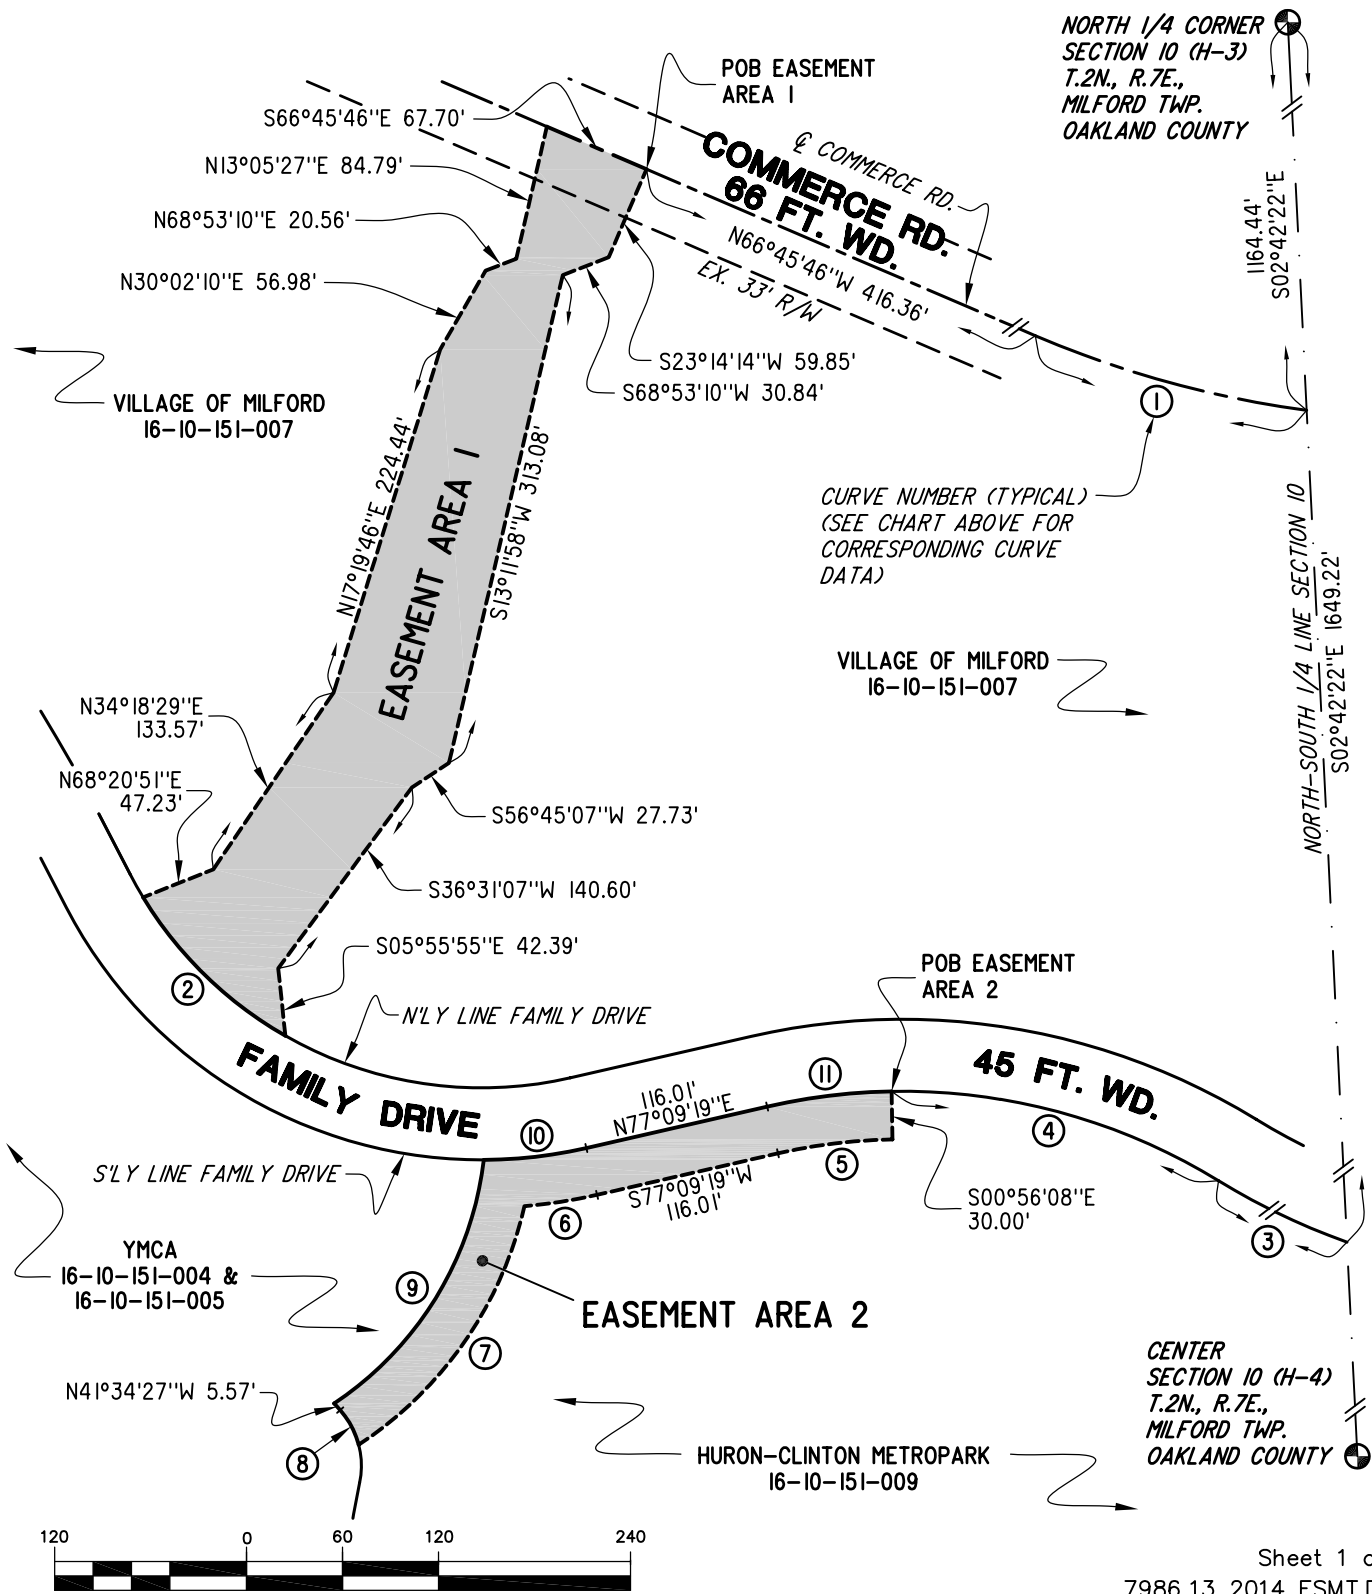 NORTH 1/4 CORNER
SECTION 10 (H-3)
T.2N., R.7E.,
MILFORD TWP.
OAKLAND COUNTY
POB EASEMENT
AREA 1
S66°45'46"E 67.70'
N13°05'27"E 84.79'
N68°53'10"E 20.56'
N30°02'10"E 56.98'
℄ COMMERCE RD.
COMMERCE RD.
66 FT. WD.
N66°45'46"W 416.36'
EX. 33' R/W
1164.44'
S02°42'22"E
S23°14'14"W 59.85'
S68°53'10"W 30.84'
VILLAGE OF MILFORD
16-10-151-007
1
N17°19'46"E 224.44'
EASEMENT AREA 1
S13°11'58"W 313.08'
CURVE NUMBER (TYPICAL)
(SEE CHART ABOVE FOR
CORRESPONDING CURVE
DATA)
NORTH-SOUTH 1/4 LINE SECTION 10
S02°42'22"E 1649.22'
VILLAGE OF MILFORD
16-10-151-007
N34°18'29"E
133.57'
N68°20'51"E
47.23'
S56°45'07"W 27.73'
S36°31'07"W 140.60'
S05°55'55"E 42.39'
2
N'LY LINE FAMILY DRIVE
POB EASEMENT
AREA 2
FAMILY DRIVE
45 FT. WD.
116.01'
N77°09'19"E
11
10
4
5
S77°09'19"W
116.01'
6
S00°56'08"E
30.00'
3
S'LY LINE FAMILY DRIVE
YMCA
16-10-151-004 &
16-10-151-005
9
EASEMENT AREA 2
7
N41°34'27"W 5.57'
8
CENTER
SECTION 10 (H-4)
T.2N., R.7E.,
MILFORD TWP.
OAKLAND COUNTY
HURON-CLINTON METROPARK
16-10-151-009
120 0 60 120 240
Sheet 1
7986.13_2014_ESMT